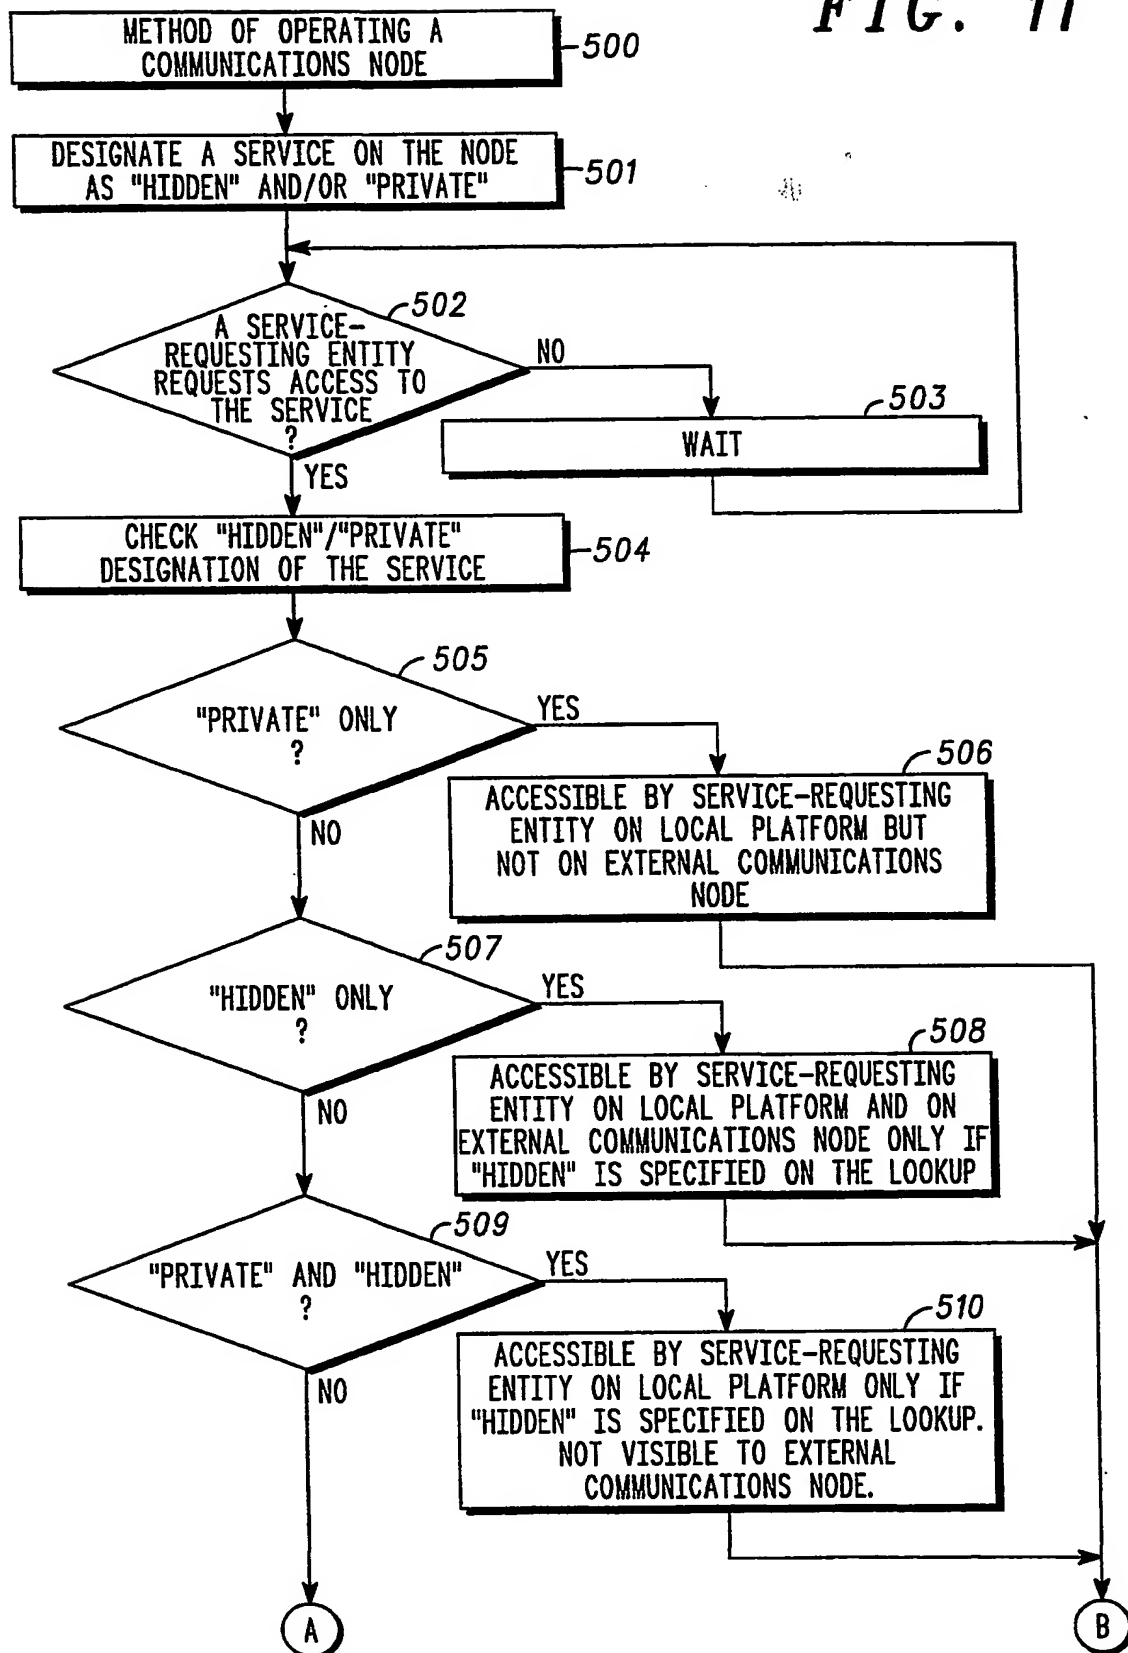 FIG. 11
METHOD OF OPERATING A
COMMUNICATIONS NODE
500
DESIGNATE A SERVICE ON THE NODE
AS "HIDDEN" AND/OR "PRIVATE"
501
502
A SERVICE-
REQUESTING ENTITY
REQUESTS ACCESS TO
THE SERVICE
?
NO
503
WAIT
YES
CHECK "HIDDEN"/"PRIVATE"
DESIGNATION OF THE SERVICE
504
505
"PRIVATE" ONLY
?
YES
506
ACCESSIBLE BY SERVICE-REQUESTING
ENTITY ON LOCAL PLATFORM BUT
NOT ON EXTERNAL COMMUNICATIONS
NODE
NO
507
"HIDDEN" ONLY
?
YES
508
ACCESSIBLE BY SERVICE-REQUESTING
ENTITY ON LOCAL PLATFORM AND ON
EXTERNAL COMMUNICATIONS NODE ONLY IF
"HIDDEN" IS SPECIFIED ON THE LOOKUP
NO
509
"PRIVATE" AND "HIDDEN"
?
YES
510
ACCESSIBLE BY SERVICE-REQUESTING
ENTITY ON LOCAL PLATFORM ONLY IF
"HIDDEN" IS SPECIFIED ON THE LOOKUP.
NOT VISIBLE TO EXTERNAL
COMMUNICATIONS NODE.
NO
A
B